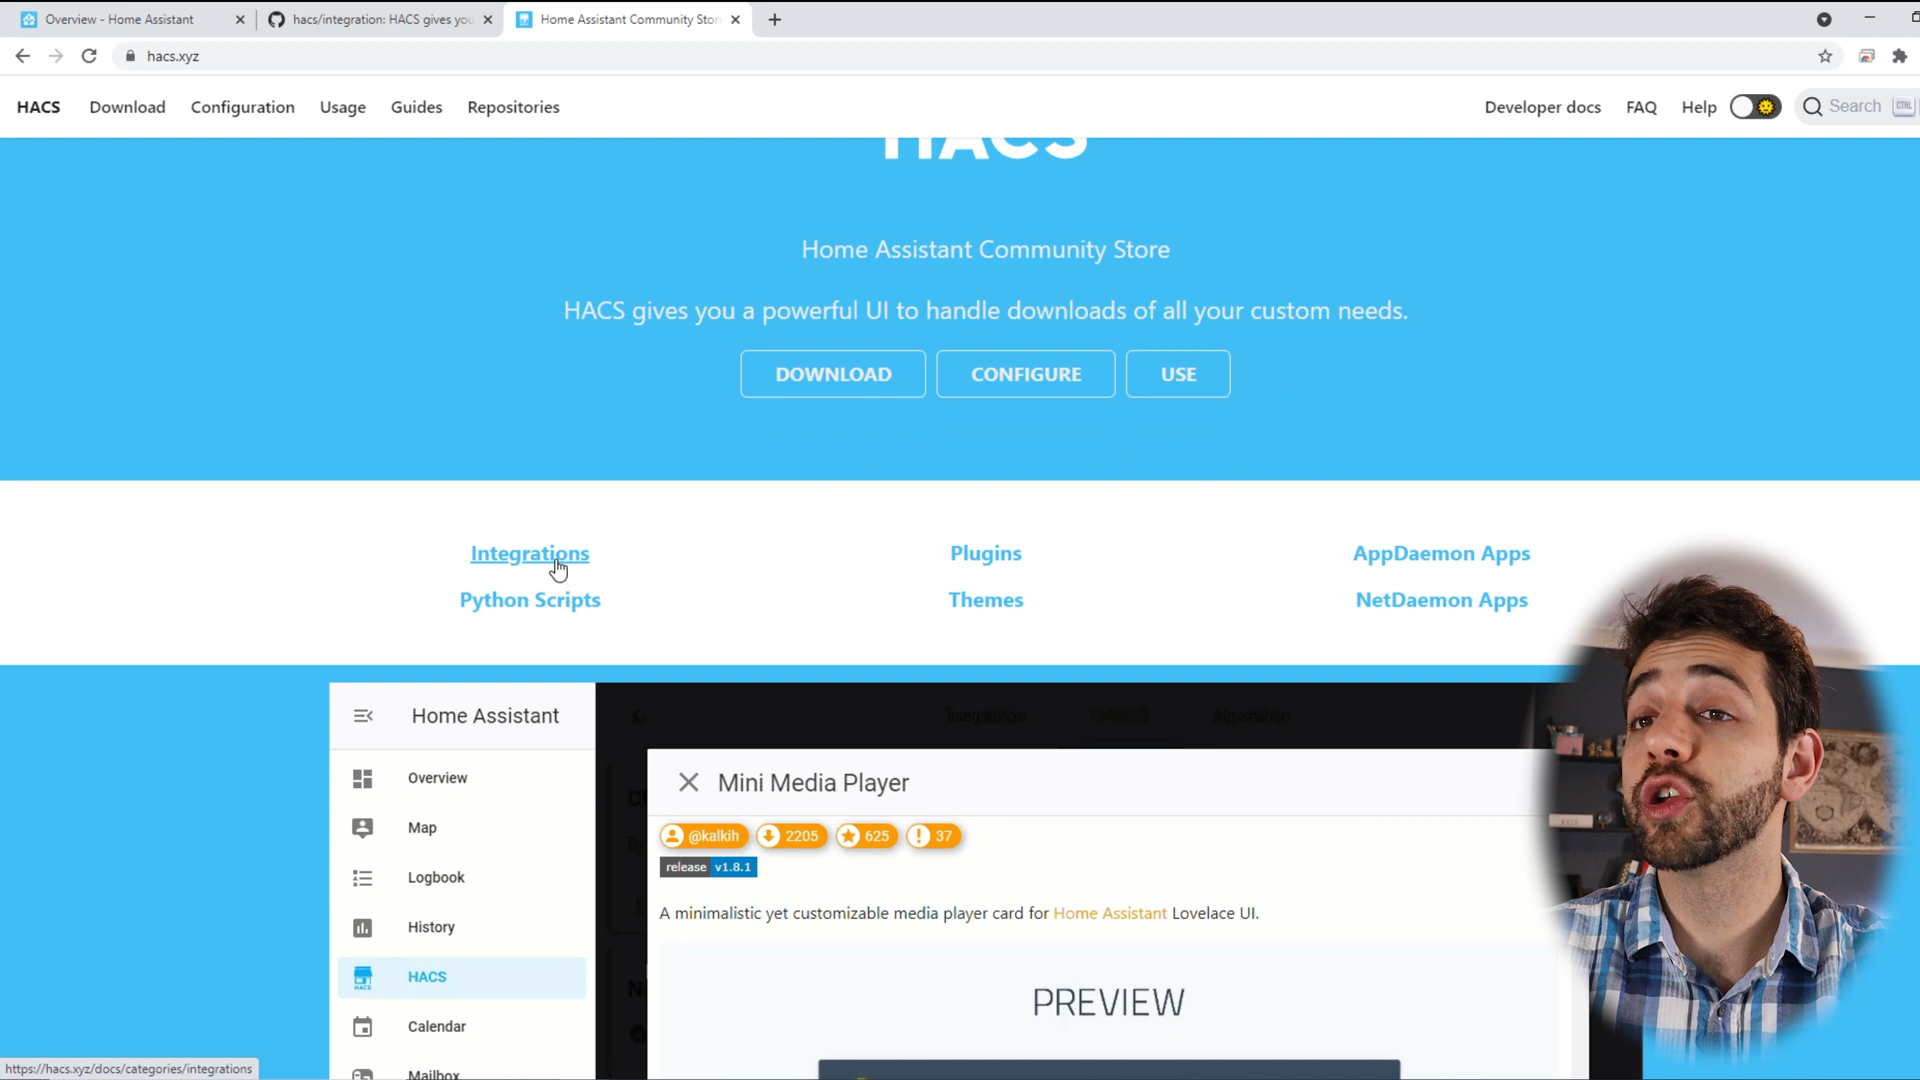 Overview - Home Assistant
hacs/integration: HACS gives you
Home Assistant Community Stor
hacs.xyz
HACS Download Configuration Usage Guides Repositories Developer docs FAQ Help Search CTRL
HACS
Home Assistant Community Store
HACS gives you a powerful UI to handle downloads of all your custom needs.
DOWNLOAD CONFIGURE USE
Integrations Plugins AppDaemon Apps
Python Scripts Themes NetDaemon Apps
Home Assistant
Overview
Map
Logbook
History
HACS
HACS
Calendar
Mailbox
Mini Media Player
@kalkih 2205 625 37
release v1.8.1
A minimalistic yet customizable media player card for Home Assistant Lovelace UI.
PREVIEW
https://hacs.xyz/docs/categories/integrations